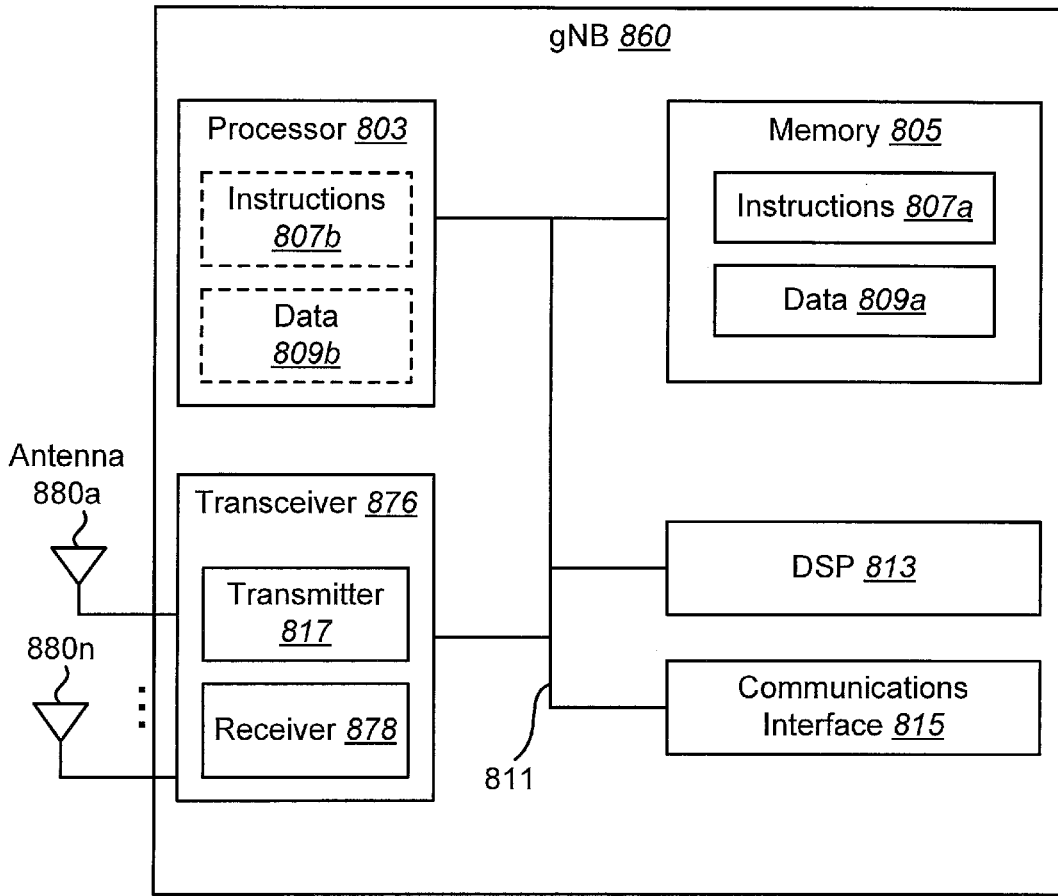 gNB 860
Processor 803
Instructions
807b
Data
809b
Memory 805
Instructions 807a
Data 809a
Antenna
880a
880n
Transceiver 876
Transmitter
817
Receiver 878
DSP 813
Communications
Interface 815
811